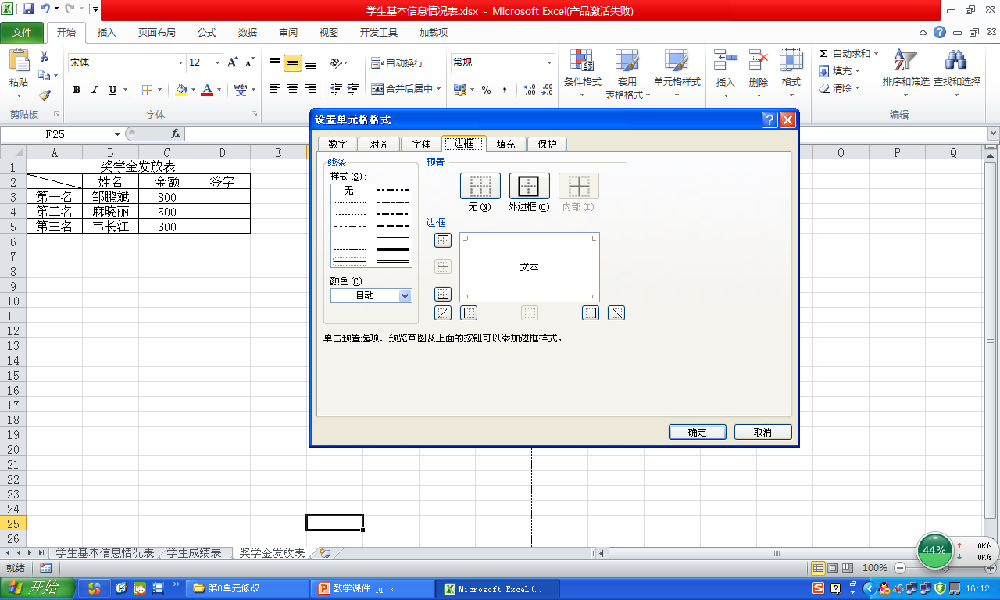 学生基本信息情况表.xlsx - Microsoft Excel(产品激活失败)
文件 开始 插入 页面布局 公式 数据 审阅 视图 开发工具 加载项
宋体 12 自动换行 常规 Σ 自动求和
粘贴 B I U 合并后居中 % , 条件格式 套用 表格格式 单元格样式 插入 删除 格式 填充 清除 排序和筛选 查找和选择
剪贴板 字体 编辑
F25 fx
A B C D E O P Q
1 奖学金发放表
2 姓名 金额 签字
3 第一名 邹鹏斌 800
4 第二名 麻晓丽 500
5 第三名 韦长江 300
6
7
8
9
10
11
12
13
14
15
16
17
18
19
20
21
22
23
24
25
26
设置单元格格式
数字 对齐 字体 边框 填充 保护
线条
样式(S):
无
颜色(C):
自动
预置
无(N) 外边框(O) 内部(I)
边框
文本
单击预置选项、预览草图及上面的按钮可以添加边框样式。
确定 取消
学生基本信息情况表 学生成绩表 奖学金发放表
就绪 100%
44% 0K/s
0K/s
开始 第8单元修改 教学课件.pptx - ... Microsoft Excel(... 16:12